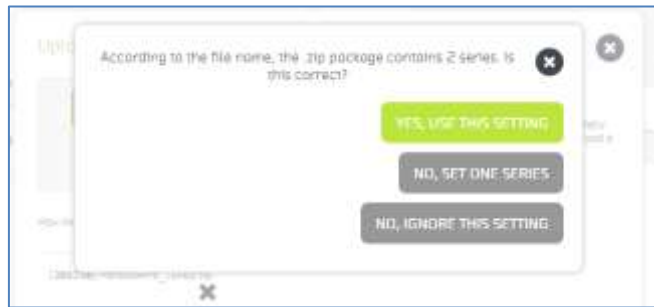 Uplo
According to the file name, the .zip package contains 2 series. Is
this correct?
YES, USE THIS SETTING
NO, SET ONE SERIES
NO, IGNORE THIS SETTING